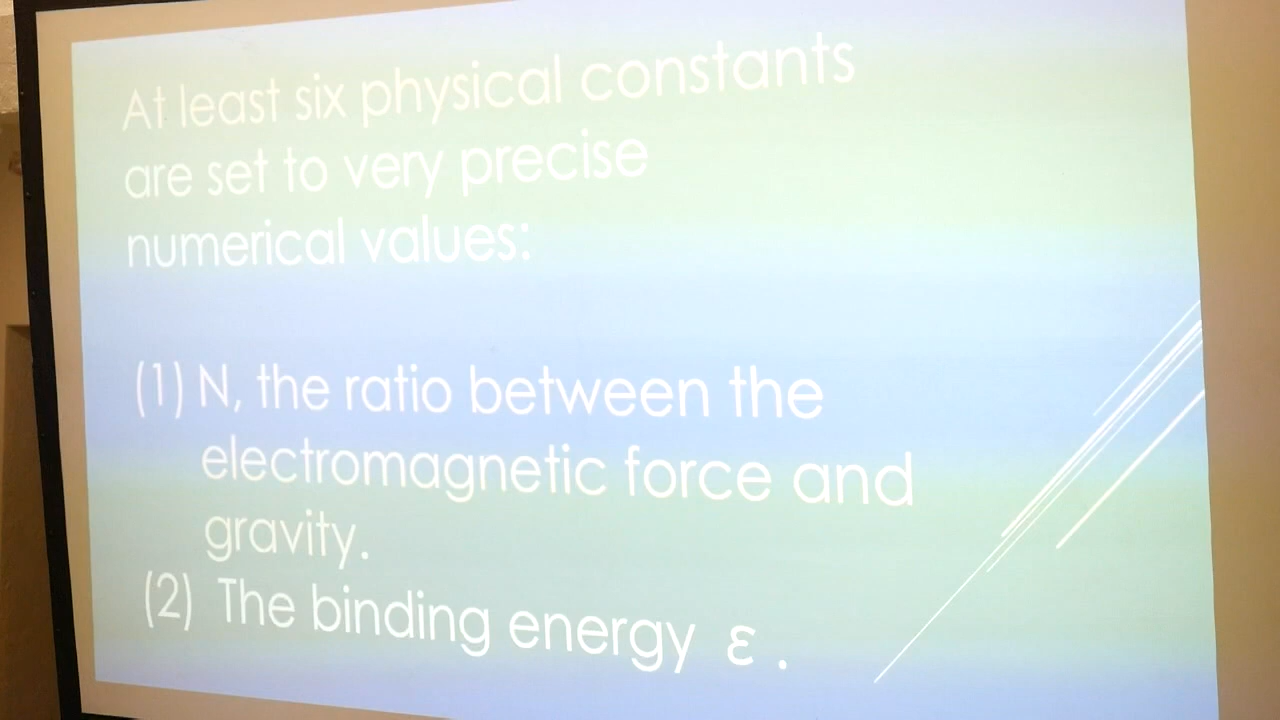 At least six physical constants
are set to very precise
numerical values:
(1) N, the ratio between the
electromagnetic force and
gravity.
(2) The binding energy ε .